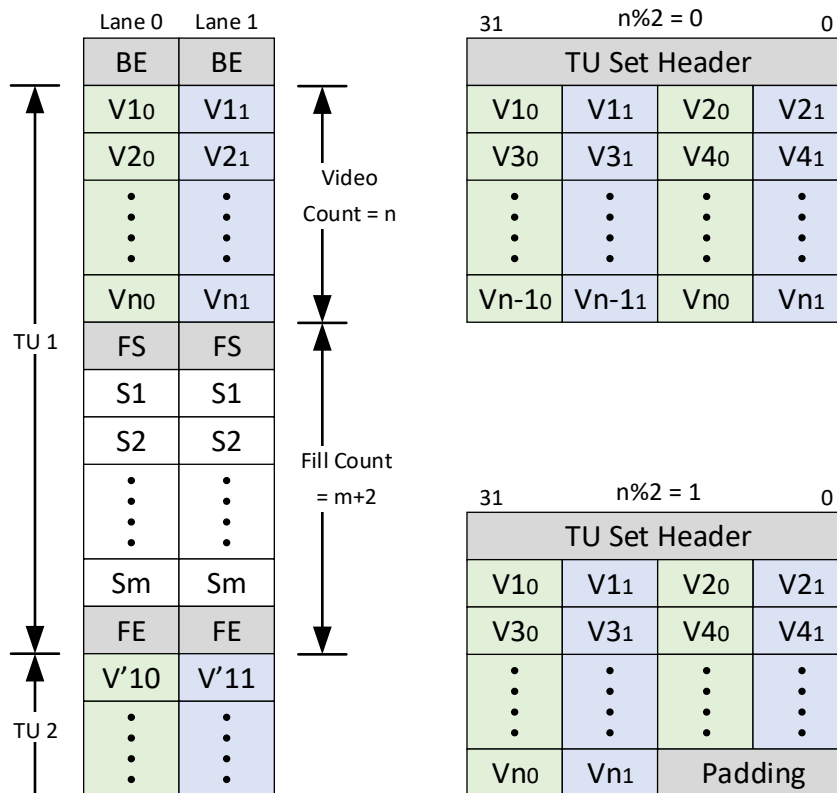 Lane 0 Lane 1
BE BE
V10 V11
V20 V21
Vn0 Vn1
FS FS
S1 S1
S2 S2
Sm Sm
FE FE
V'10 V'11
TU 1
TU 2
Video
Count = n
Fill Count
= m+2
31 n%2 = 0 0
TU Set Header
V10 V11 V20 V21
V30 V31 V40 V41
Vn-10 Vn-11 Vn0 Vn1
31 n%2 = 1 0
TU Set Header
V10 V11 V20 V21
V30 V31 V40 V41
Vn0 Vn1 Padding